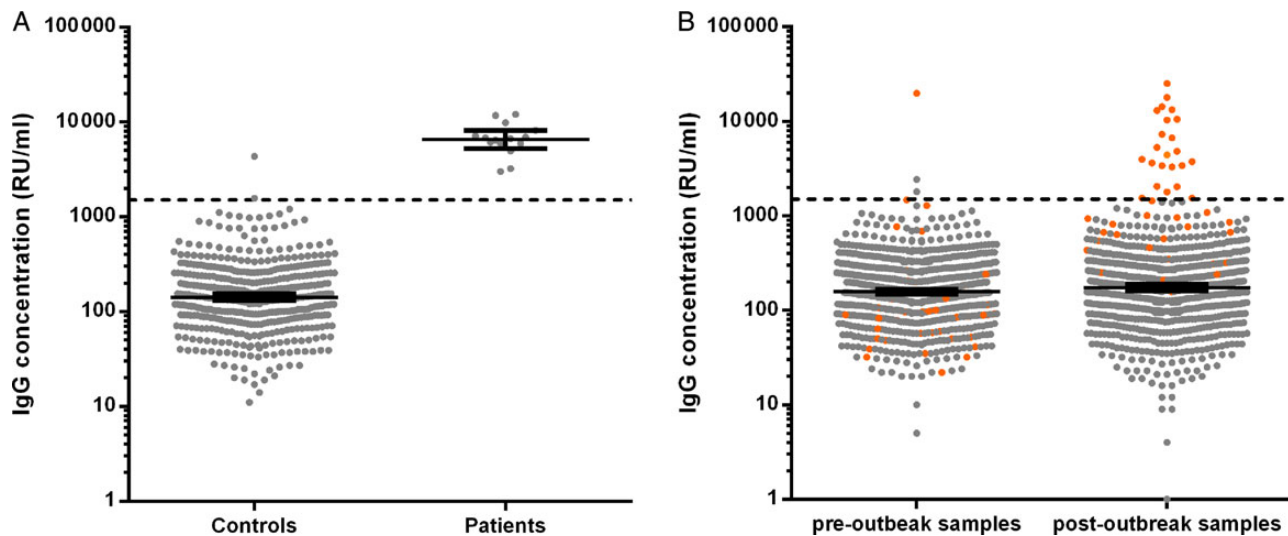 A
IgG concentration (RU/ml)
100000
10000
1000
100
10
1
Controls
Patients
B
IgG concentration (RU/ml)
100000
10000
1000
100
10
1
pre-outbeak samples
post-outbreak samples